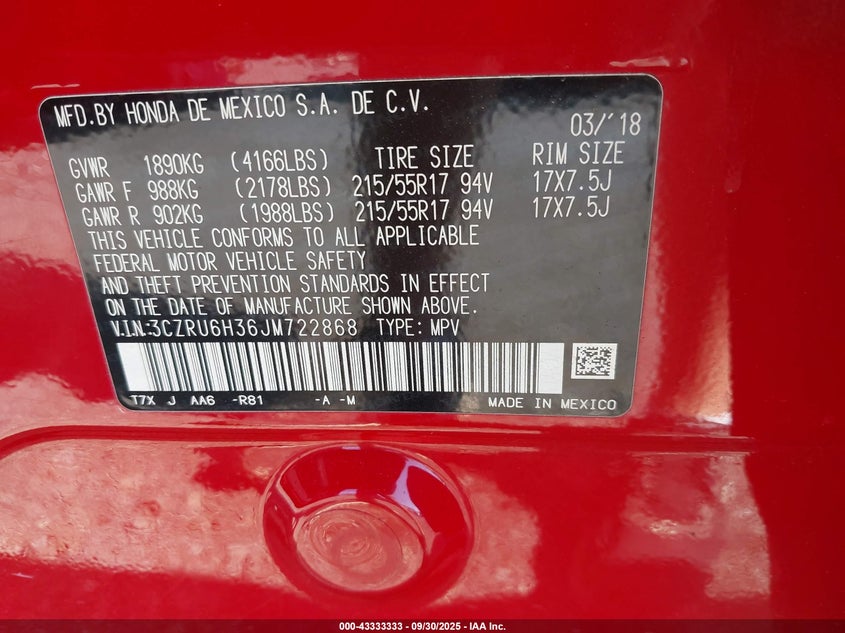 MFD.BY HONDA DE MEXICO S.A. DE C.V.
03/'18
GVWR 1890KG (4166LBS) TIRE SIZE RIM SIZE
GAWR F 988KG (2178LBS) 215/55R17 94V 17X7.5J
GAWR R 902KG (1988LBS) 215/55R17 94V 17X7.5J
THIS VEHICLE CONFORMS TO ALL APPLICABLE
FEDERAL MOTOR VEHICLE SAFETY
AND THEFT PREVENTION STANDARDS IN EFFECT
ON THE DATE OF MANUFACTURE SHOWN ABOVE.
V.I.N.:3CZRU6H36JM722868 TYPE: MPV
T7X J AA6 -R81 -A -M MADE IN MEXICO
000-43333333 - 09/30/2025 - IAA Inc.